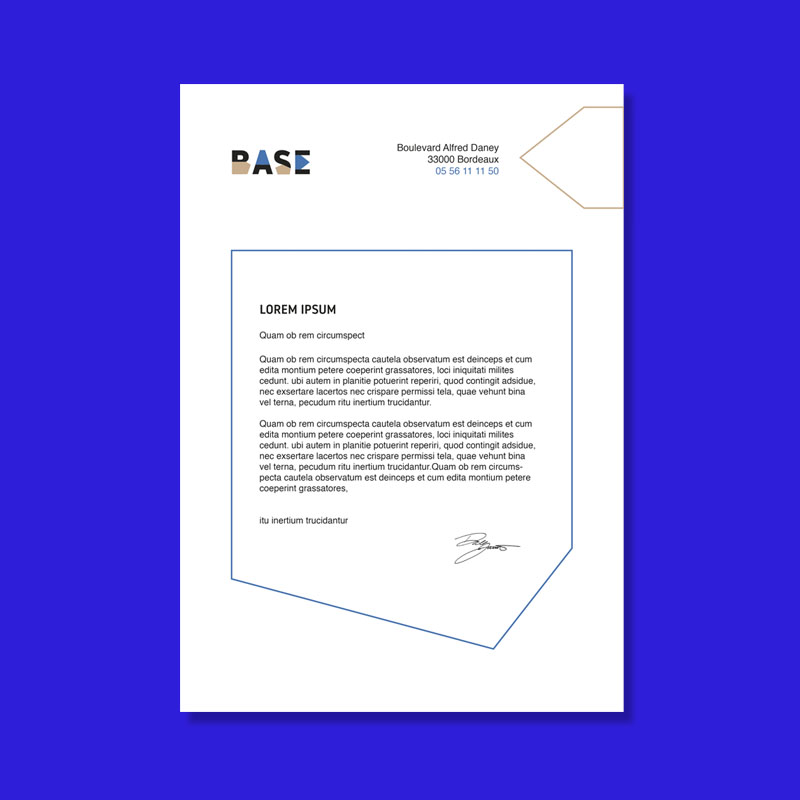 BASE
Boulevard Alfred Daney
33000 Bordeaux
05 56 11 11 50
LOREM IPSUM
Quam ob rem circumspect
Quam ob rem circumspecta cautela observatum est deinceps et cum
edita montium petere coeperint grassatores, loci iniquitati milites
cedunt. ubi autem in planitie potuerint reperiri, quod contingit adsidue,
nec exsertare lacertos nec crispare permissi tela, quae vehunt bina
vel terna, pecudum ritu inertium trucidantur.
Quam ob rem circumspecta cautela observatum est deinceps et cum
edita montium petere coeperint grassatores, loci iniquitati milites
cedunt. ubi autem in planitie potuerint reperiri, quod contingit adsidue,
nec exsertare lacertos nec crispare permissi tela, quae vehunt bina
vel terna, pecudum ritu inertium trucidantur.Quam ob rem circums-
pecta cautela observatum est deinceps et cum edita montium petere
coeperint grassatores,
itu inertium trucidantur